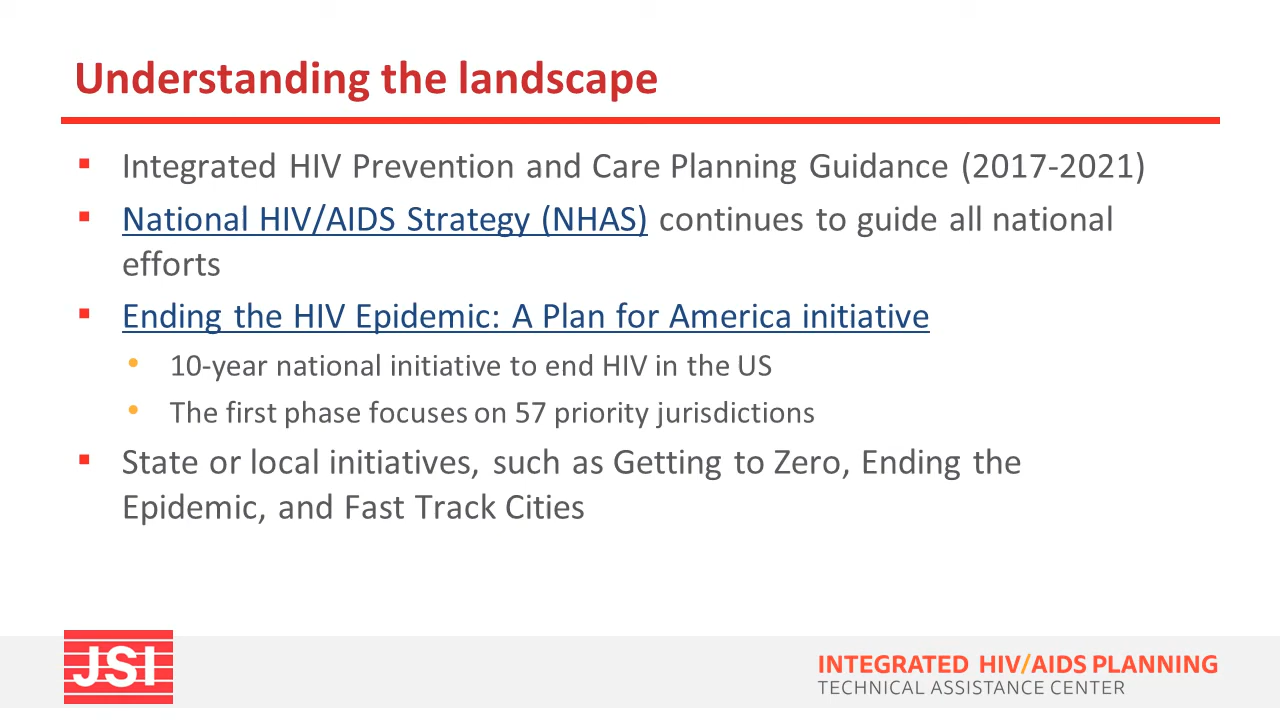 Understanding the landscape
Integrated HIV Prevention and Care Planning Guidance (2017-2021)
National HIV/AIDS Strategy (NHAS) continues to guide all national
efforts
Ending the HIV Epidemic: A Plan for America initiative
10-year national initiative to end HIV in the US
The first phase focuses on 57 priority jurisdictions
State or local initiatives, such as Getting to Zero, Ending the
Epidemic, and Fast Track Cities
JSI
INTEGRATED HIV/AIDS PLANNING
TECHNICAL ASSISTANCE CENTER